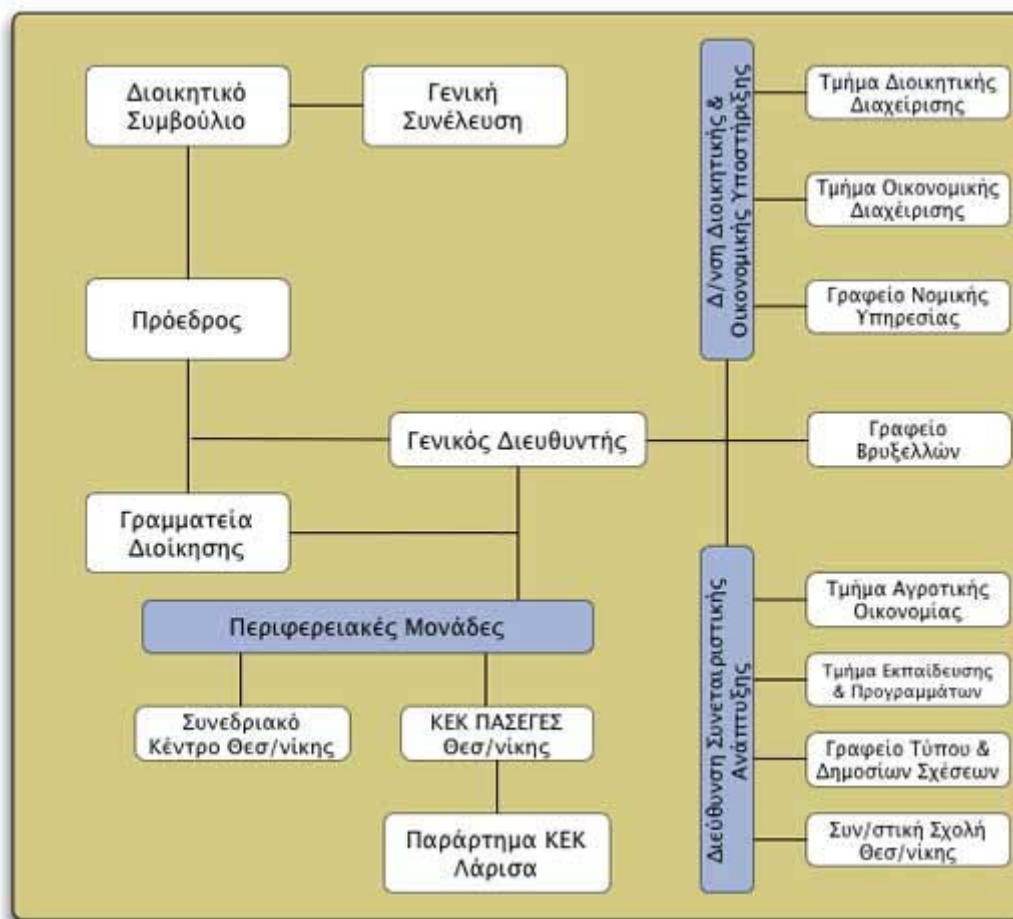 Διοικητικό
Συμβούλιο
Γενική
Συνέλευση
Πρόεδρος
Γενικός Διευθυντής
Γραμματεία
Διοίκησης
Περιφερειακές Μονάδες
Συνεδριακό
Κέντρο Θεσ/νίκης
ΚΕΚ ΠΑΣΕΓΕΣ
Θεσ/νίκης
Παράρτημα ΚΕΚ
Λάρισα
Δ/νση Διοικητικής &
Οικονομικής Υποστήριξης
Τμήμα Διοικητικής
Διαχείρισης
Τμήμα Οικονομικής
Διαχέιρισης
Γραφείο Νομικής
Υπηρεσίας
Γραφείο
Βρυξελλών
Διεύθυνση Συνεταιριστικής
Ανάπτυξης
Τμήμα Αγροτικής
Οικονομίας
Τμήμα Εκπαίδευσης
& Προγραμμάτων
Γραφείο Τύπου &
Δημοσίων Σχέσεων
Συν/στική Σχολή
Θεσ/νίκης